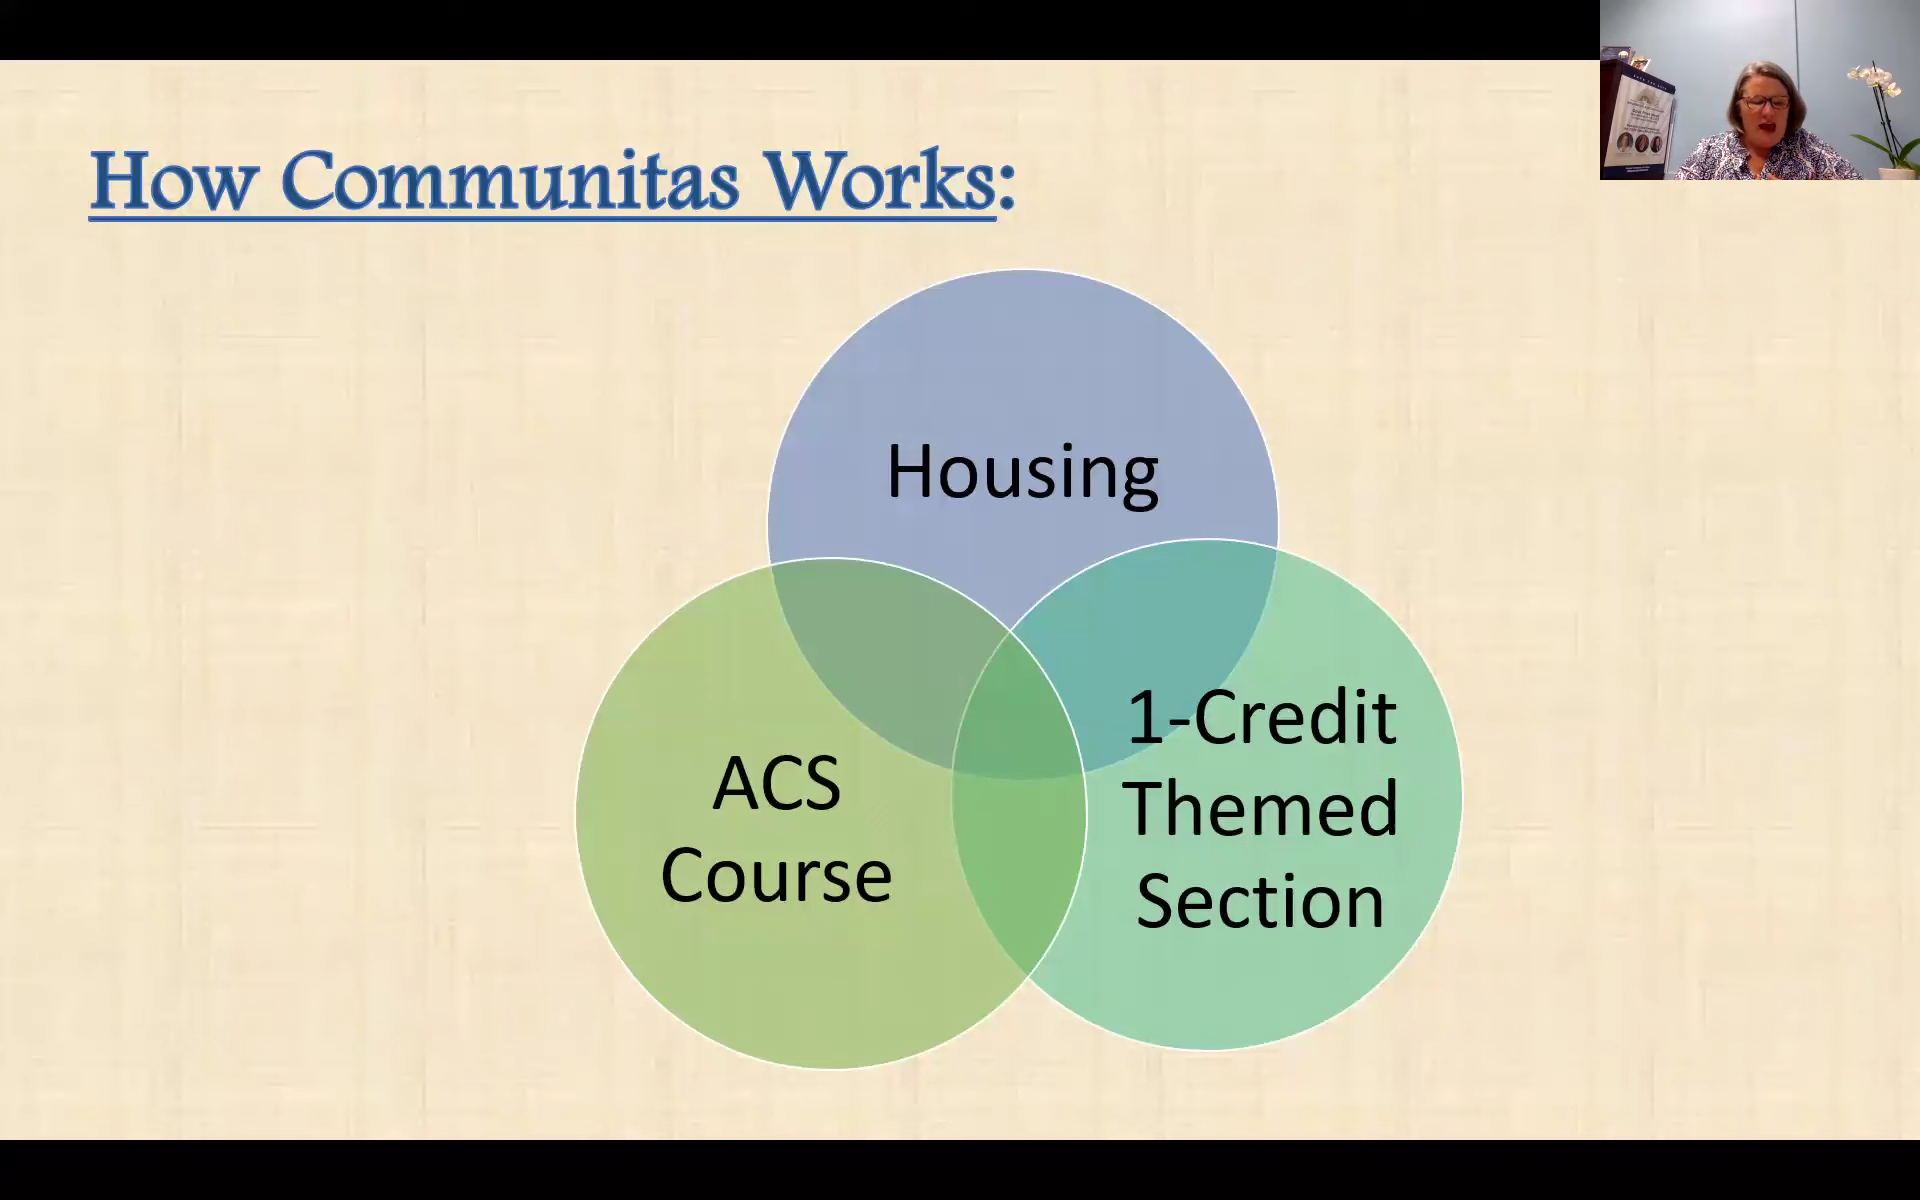 How Communitas Works:
Housing
ACS
Course
1-Credit
Themed
Section